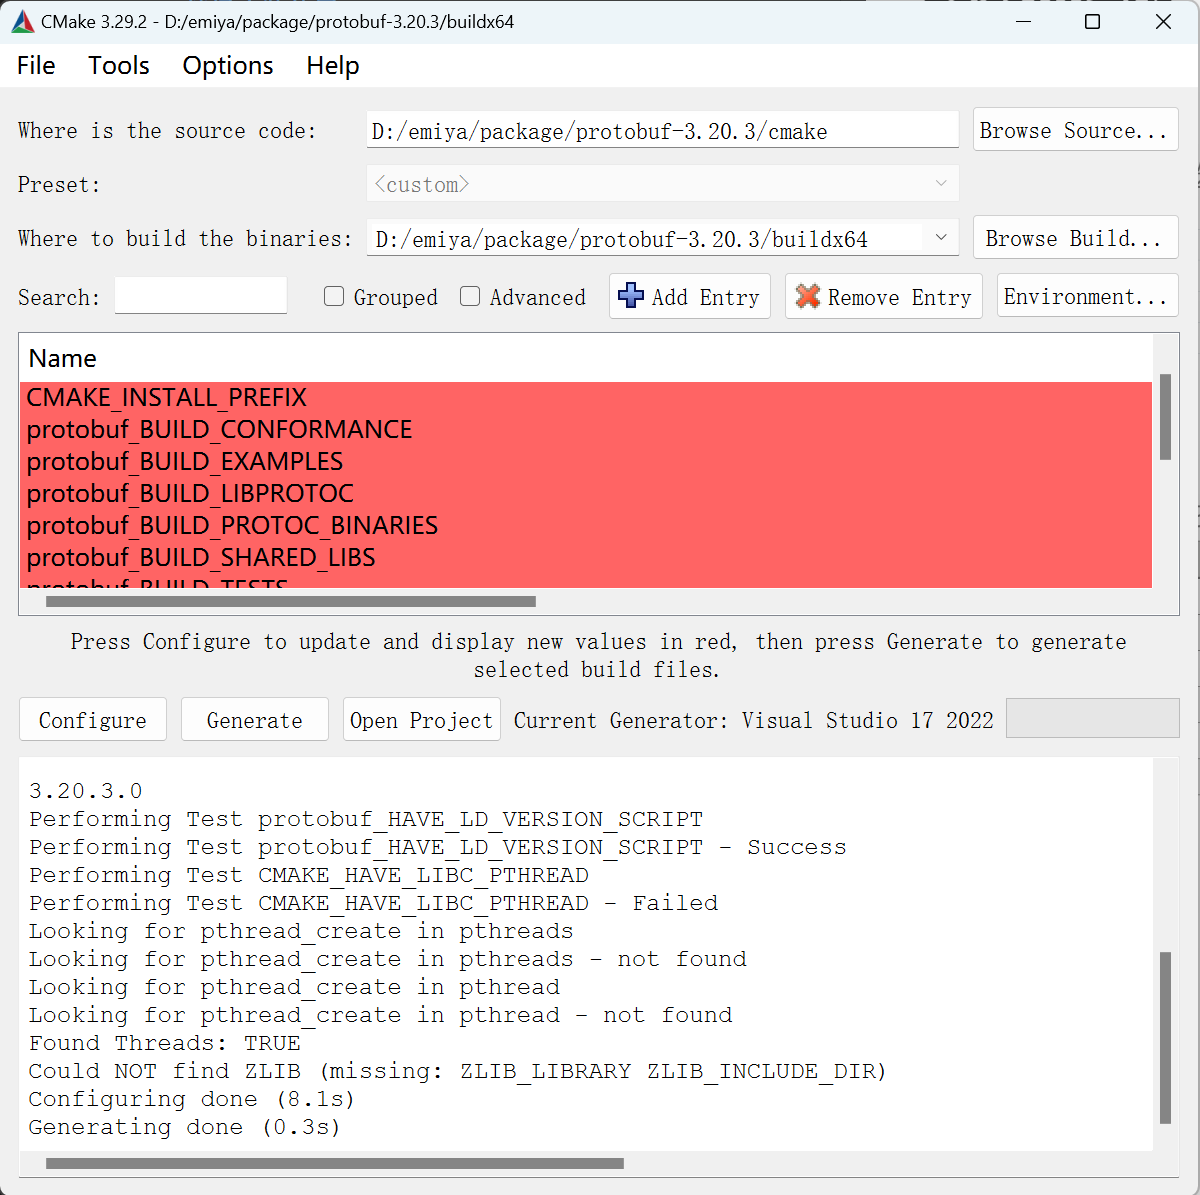 CMake 3.29.2 - D:/emiya/package/protobuf-3.20.3/buildx64
File Tools Options Help
Where is the source code: D:/emiya/package/protobuf-3.20.3/cmake Browse Source...
Preset: <custom>
Where to build the binaries: D:/emiya/package/protobuf-3.20.3/buildx64 Browse Build...
Search: Grouped Advanced Add Entry Remove Entry Environment...
Name
CMAKE_INSTALL_PREFIX
protobuf_BUILD_CONFORMANCE
protobuf_BUILD_EXAMPLES
protobuf_BUILD_LIBPROTOC
protobuf_BUILD_PROTOC_BINARIES
protobuf_BUILD_SHARED_LIBS
protobuf_BUILD_TESTS
Press Configure to update and display new values in red, then press Generate to generate
selected build files.
Configure Generate Open Project Current Generator: Visual Studio 17 2022
3.20.3.0
Performing Test protobuf_HAVE_LD_VERSION_SCRIPT
Performing Test protobuf_HAVE_LD_VERSION_SCRIPT - Success
Performing Test CMAKE_HAVE_LIBC_PTHREAD
Performing Test CMAKE_HAVE_LIBC_PTHREAD - Failed
Looking for pthread_create in pthreads
Looking for pthread_create in pthreads - not found
Looking for pthread_create in pthread
Looking for pthread_create in pthread - not found
Found Threads: TRUE
Could NOT find ZLIB (missing: ZLIB_LIBRARY ZLIB_INCLUDE_DIR)
Configuring done (8.1s)
Generating done (0.3s)